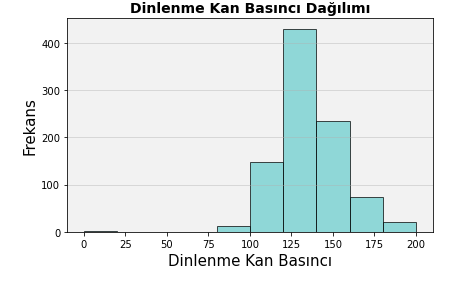 Dinlenme Kan Basıncı Dağılımı
400
300
200
100
0
Frekans
0 25 50 75 100 125 150 175 200
Dinlenme Kan Basıncı